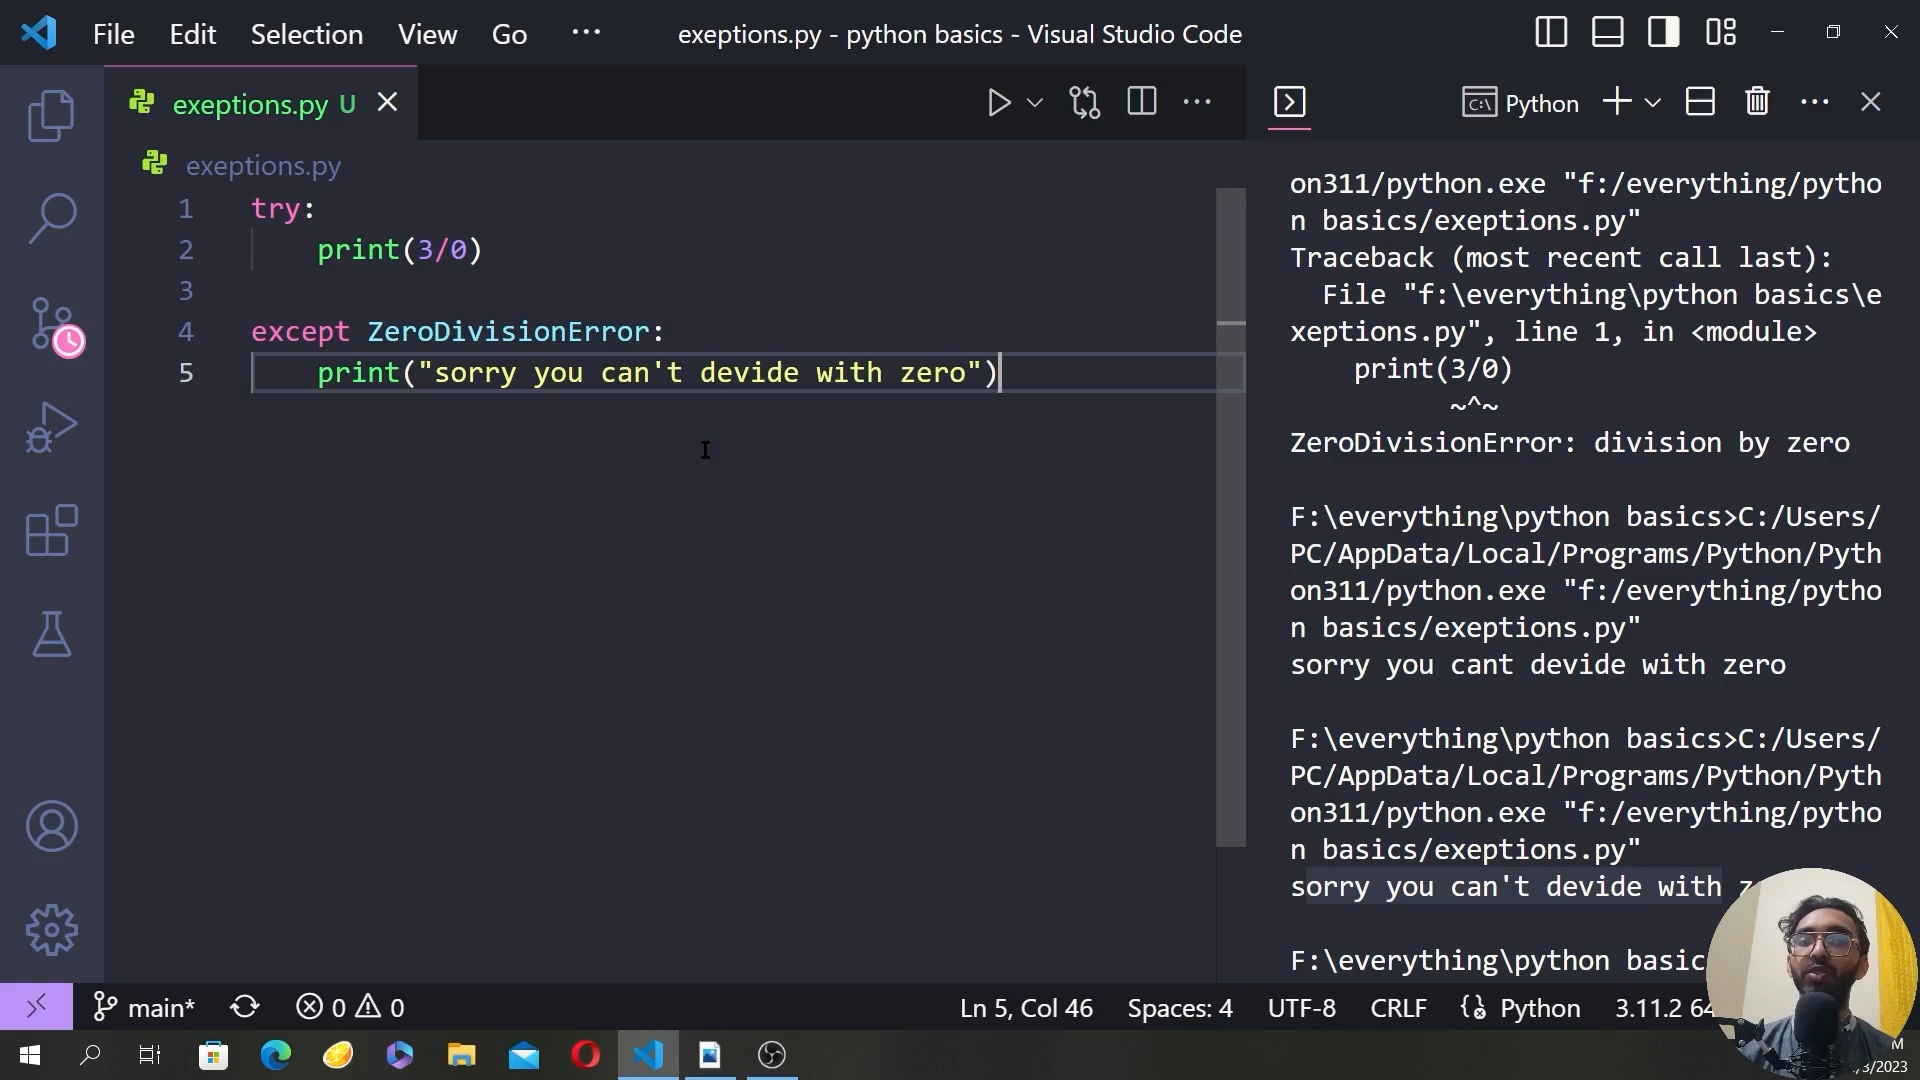 File Edit Selection View Go ... exeptions.py - python basics - Visual Studio Code
exeptions.py U
Python
exeptions.py
1 try:
2 print(3/0)
3
4 except ZeroDivisionError:
5 print("sorry you can't devide with zero")
on311/python.exe "f:/everything/pytho
n basics/exeptions.py"
Traceback (most recent call last):
File "f:\everything\python basics\e
xeptions.py", line 1, in <module>
print(3/0)
~^~
ZeroDivisionError: division by zero
F:\everything\python basics>C:/Users/
PC/AppData/Local/Programs/Python/Pyth
on311/python.exe "f:/everything/pytho
n basics/exeptions.py"
sorry you cant devide with zero
F:\everything\python basics>C:/Users/
PC/AppData/Local/Programs/Python/Pyth
on311/python.exe "f:/everything/pytho
n basics/exeptions.py"
sorry you can't devide with
F:\everything\python basic
main* 0 0 Ln 5, Col 46 Spaces: 4 UTF-8 CRLF Python 3.11.2 64
M
/3/2023